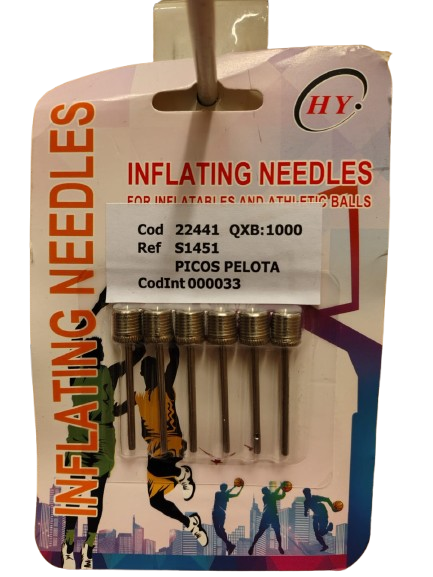 HY.
INFLATING NEEDLES
FOR INFLATABLES AND ATHLETIC BALLS
Cod 22441 QXB:1000
Ref S1451
PICOS PELOTA
CodInt 000033
INFLATING NEEDLES